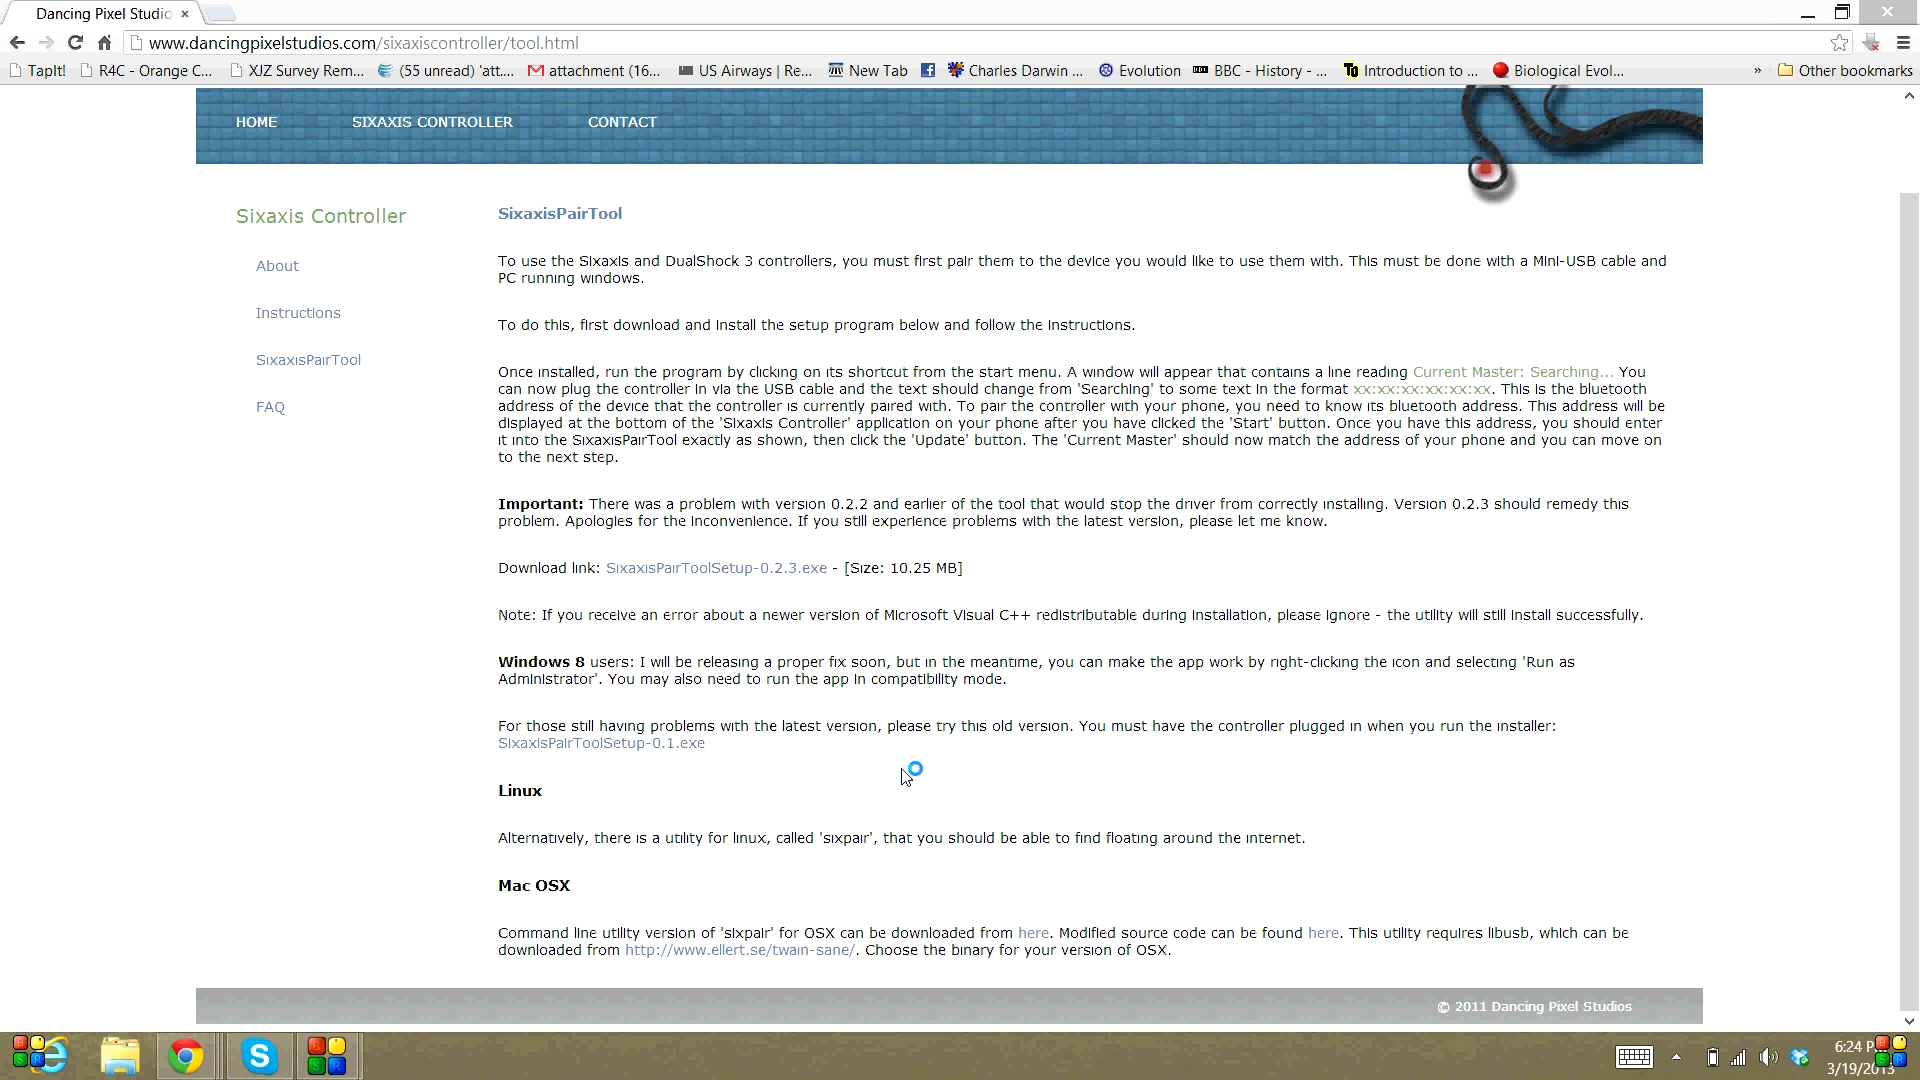 Dancing Pixel Studio
www.dancingpixelstudios.com/sixaxiscontroller/tool.html
TapIt! R4C - Orange C... XJZ Survey Rem... (55 unread) 'att.... attachment (16... US Airways | Re... New Tab Charles Darwin ... Evolution BBC - History - ... Introduction to ... Biological Evol... » Other bookmarks
HOME SIXAXIS CONTROLLER CONTACT
Sixaxis Controller
About
Instructions
SixaxisPairTool
FAQ
SixaxisPairTool
To use the Sixaxis and DualShock 3 controllers, you must first pair them to the device you would like to use them with. This must be done with a Mini-USB cable and
PC running windows.
To do this, first download and install the setup program below and follow the instructions.
Once installed, run the program by clicking on its shortcut from the start menu. A window will appear that contains a line reading Current Master: Searching... You
can now plug the controller in via the USB cable and the text should change from 'Searching' to some text in the format xx:xx:xx:xx:xx:xx. This is the bluetooth
address of the device that the controller is currently paired with. To pair the controller with your phone, you need to know its bluetooth address. This address will be
displayed at the bottom of the 'Sixaxis Controller' application on your phone after you have clicked the 'Start' button. Once you have this address, you should enter
it into the SixaxisPairTool exactly as shown, then click the 'Update' button. The 'Current Master' should now match the address of your phone and you can move on
to the next step.
Important: There was a problem with version 0.2.2 and earlier of the tool that would stop the driver from correctly installing. Version 0.2.3 should remedy this
problem. Apologies for the inconvenience. If you still experience problems with the latest version, please let me know.
Download link: SixaxisPairToolSetup-0.2.3.exe - [Size: 10.25 MB]
Note: If you receive an error about a newer version of Microsoft Visual C++ redistributable during installation, please ignore - the utility will still install successfully.
Windows 8 users: I will be releasing a proper fix soon, but in the meantime, you can make the app work by right-clicking the icon and selecting 'Run as
Administrator'. You may also need to run the app in compatibility mode.
For those still having problems with the latest version, please try this old version. You must have the controller plugged in when you run the installer:
SixaxisPairToolSetup-0.1.exe
Linux
Alternatively, there is a utility for linux, called 'sixpair', that you should be able to find floating around the internet.
Mac OSX
Command line utility version of 'sixpair' for OSX can be downloaded from here. Modified source code can be found here. This utility requires libusb, which can be
downloaded from http://www.ellert.se/twain-sane/. Choose the binary for your version of OSX.
© 2011 Dancing Pixel Studios
6:24 P
3/19/2013